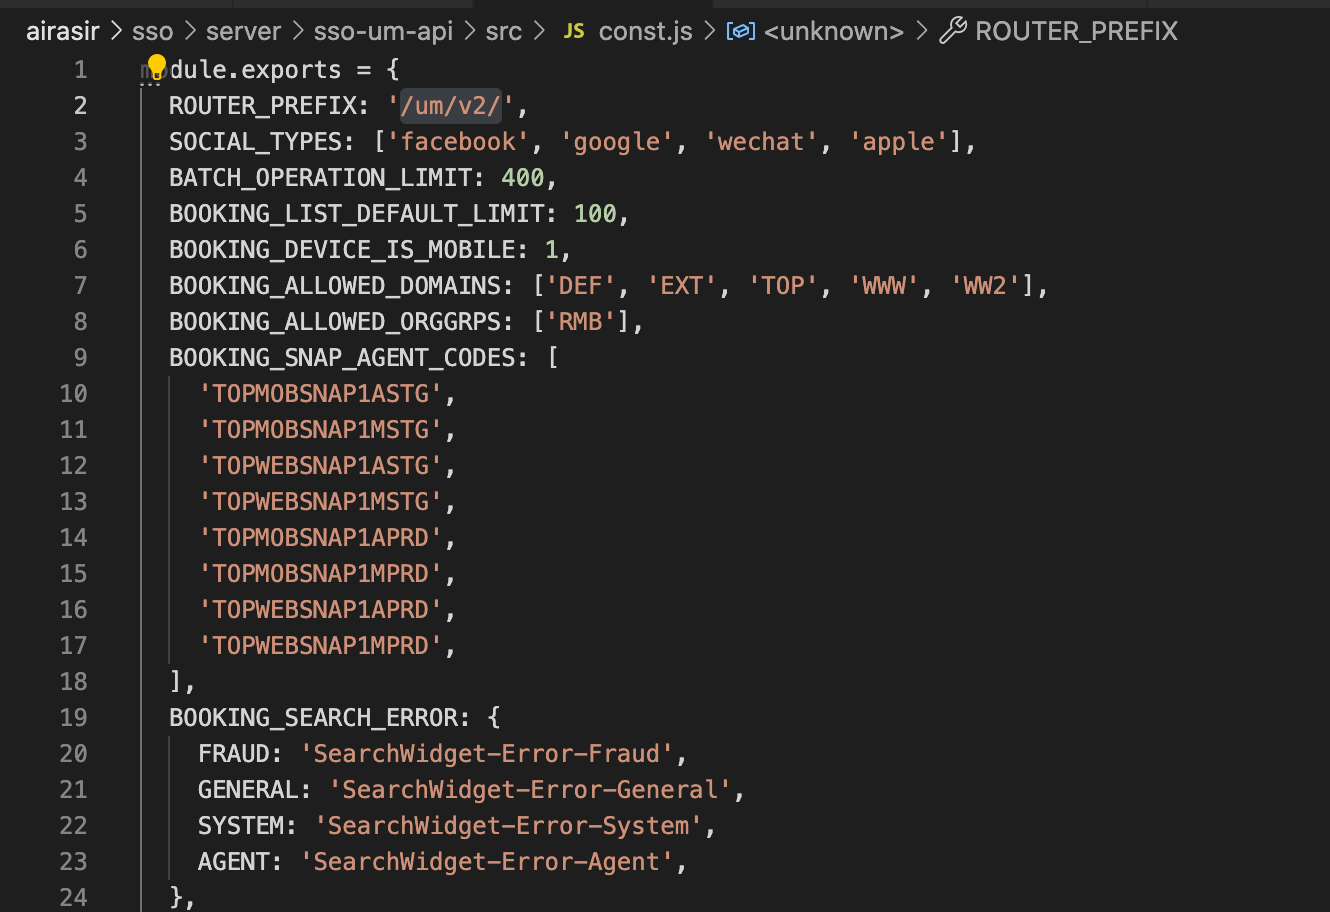 airasir > sso > server > sso-um-api > src > JS const.js > <unknown> > ROUTER_PREFIX
1 module.exports = {
2 ROUTER_PREFIX: '/um/v2/',
3 SOCIAL_TYPES: ['facebook', 'google', 'wechat', 'apple'],
4 BATCH_OPERATION_LIMIT: 400,
5 BOOKING_LIST_DEFAULT_LIMIT: 100,
6 BOOKING_DEVICE_IS_MOBILE: 1,
7 BOOKING_ALLOWED_DOMAINS: ['DEF', 'EXT', 'TOP', 'WWW', 'WW2'],
8 BOOKING_ALLOWED_ORGGRPS: ['RMB'],
9 BOOKING_SNAP_AGENT_CODES: [
10 'TOPMOBSNAP1ASTG',
11 'TOPMOBSNAP1MSTG',
12 'TOPWEBSNAP1ASTG',
13 'TOPWEBSNAP1MSTG',
14 'TOPMOBSNAP1APRD',
15 'TOPMOBSNAP1MPRD',
16 'TOPWEBSNAP1APRD',
17 'TOPWEBSNAP1MPRD',
18 ],
19 BOOKING_SEARCH_ERROR: {
20 FRAUD: 'SearchWidget-Error-Fraud',
21 GENERAL: 'SearchWidget-Error-General',
22 SYSTEM: 'SearchWidget-Error-System',
23 AGENT: 'SearchWidget-Error-Agent',
24 },